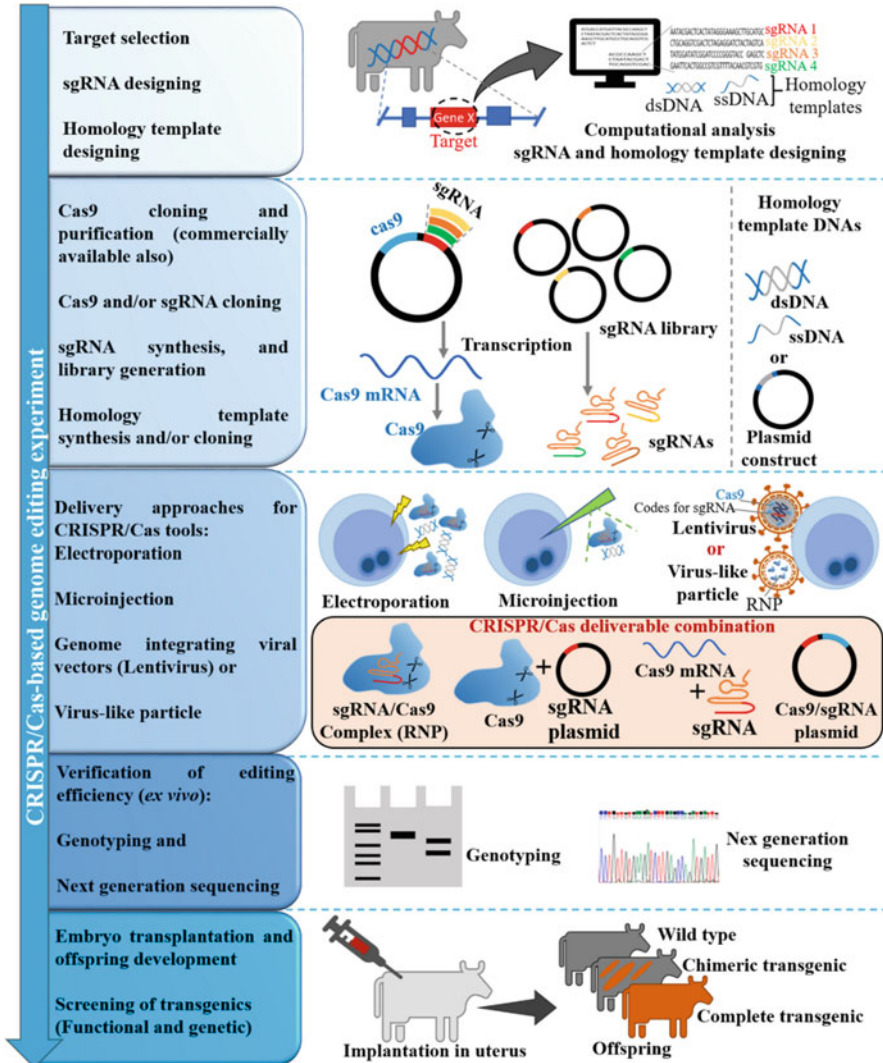 CRISPR/Cas-based genome editing experiment
Target selection
sgRNA designing
Homology template
designing
Gene X
Target
AATACGACTCACTATAGGGAAAGCTTGCATGC
sgRNA 1
CTGCAGGTCGACTCTAGAGGATCTACTAGTCA
sgRNA 2
TATGGATATCGGATCCCCGGGTACC GAGCTC
sgRNA 3
GAATTCACTGGCCGTCGTTTTACAACGTCGTG
sgRNA 4
ACGCCAAGCT
CTAATACGACT
TGCAGGTCGAC
dsDNA
ssDNA
Homology
templates
Computational analysis
sgRNA and homology template designing
Cas9 cloning and
purification (commercially
available also)
Cas9 and/or sgRNA cloning
sgRNA synthesis, and
library generation
Homology template
synthesis and/or cloning
cas9
sgRNA
Transcription
Cas9 mRNA
Cas9
sgRNA library
sgRNAs
Homology
template DNAs
dsDNA
ssDNA
or
Plasmid
construct
Delivery approaches for
CRISPR/Cas tools:
Electroporation
Microinjection
Genome integrating viral
vectors (Lentivirus) or
Virus-like particle
Electroporation
Microinjection
Cas9
Codes for sgRNA
Lentivirus
or
Virus-like
particle
RNP
CRISPR/Cas deliverable combination
sgRNA/Cas9
Complex (RNP)
Cas9
+
sgRNA
plasmid
Cas9 mRNA
+
sgRNA
Cas9/sgRNA
plasmid
Verification of editing
efficiency (ex vivo):
Genotyping and
Next generation sequencing
Genotyping
Nex generation
sequencing
Embryo transplantation and
offspring development
Screening of transgenics
(Functional and genetic)
Implantation in uterus
Wild type
Chimeric transgenic
Complete transgenic
Offspring